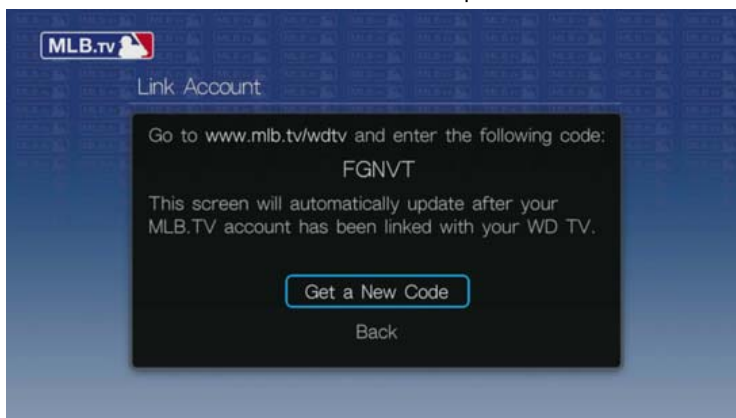 MLB.TV
Link Account
Go to www.mlb.tv/wdtv and enter the following code:
FGNVT
This screen will automatically update after your
MLB.TV account has been linked with your WD TV.
Get a New Code
Back